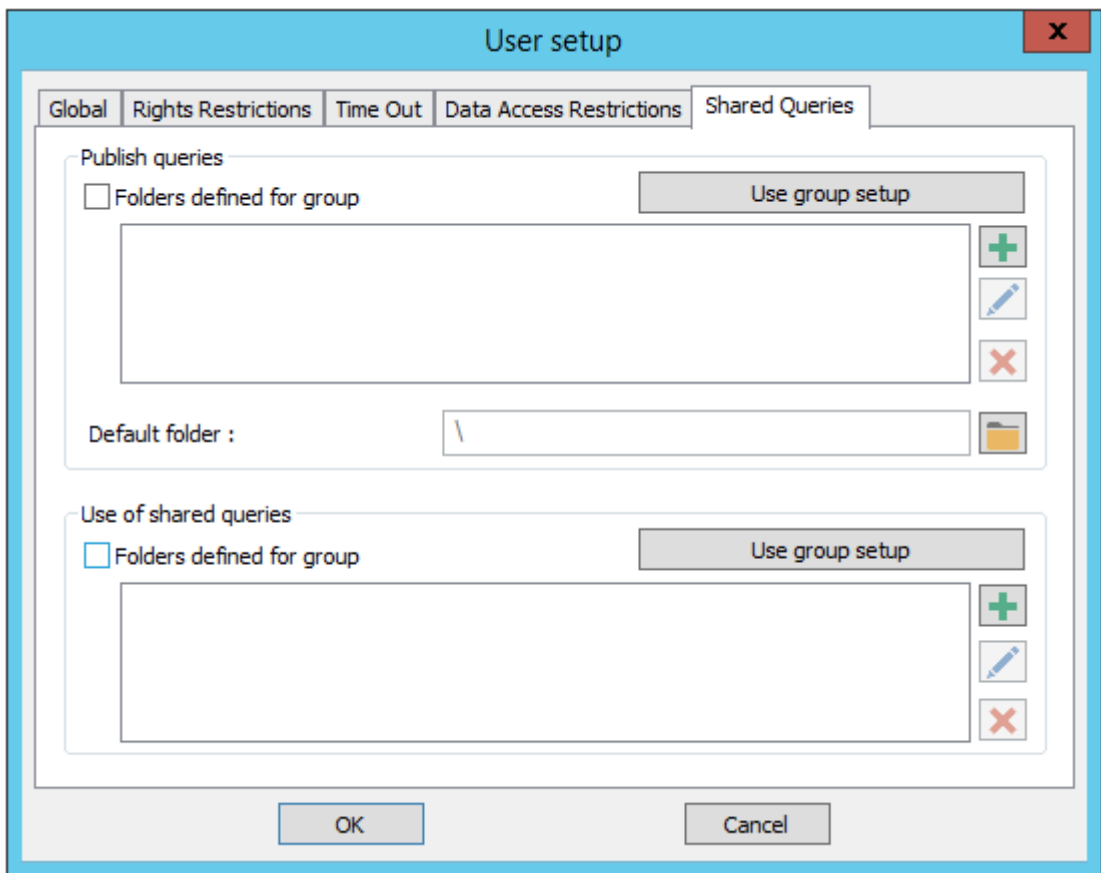 User setup
x
Global
Rights Restrictions
Time Out
Data Access Restrictions
Shared Queries
Publish queries
Folders defined for group
Use group setup
Default folder :
\
Use of shared queries
Folders defined for group
Use group setup
OK
Cancel